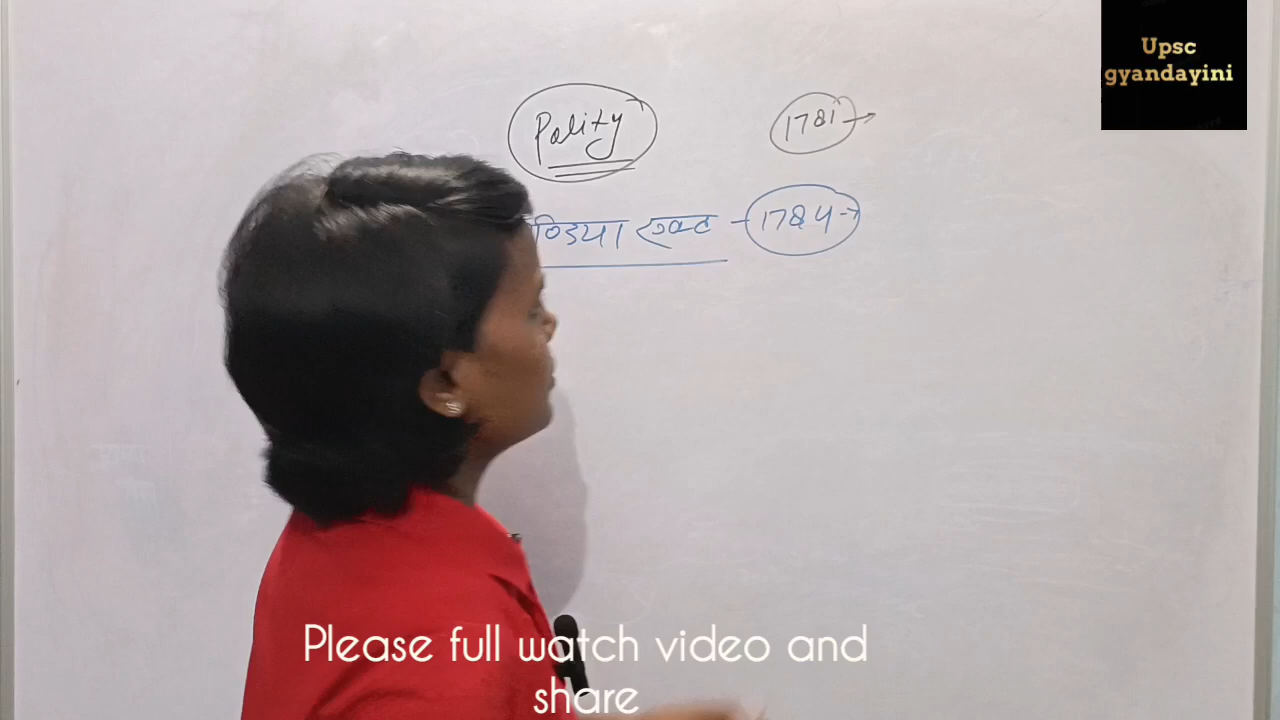 Upsc
gyandayini
Polity
1781
ण्डिया एक्ट - 1784
Please full watch video and
share